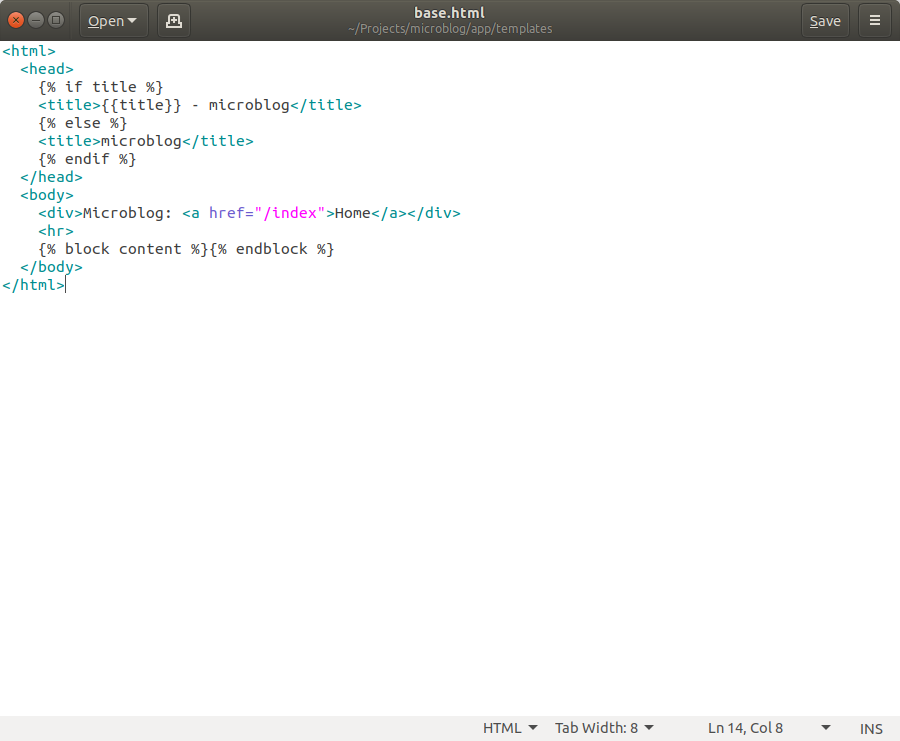 Open
base.html
~/Projects/microblog/app/templates
Save
<html>
  <head>
    {% if title %}
    <title>{{title}} - microblog</title>
    {% else %}
    <title>microblog</title>
    {% endif %}
  </head>
  <body>
    <div>Microblog: <a href="/index">Home</a></div>
    <hr>
    {% block content %}{% endblock %}
  </body>
</html>
HTML Tab Width: 8 Ln 14, Col 8 INS